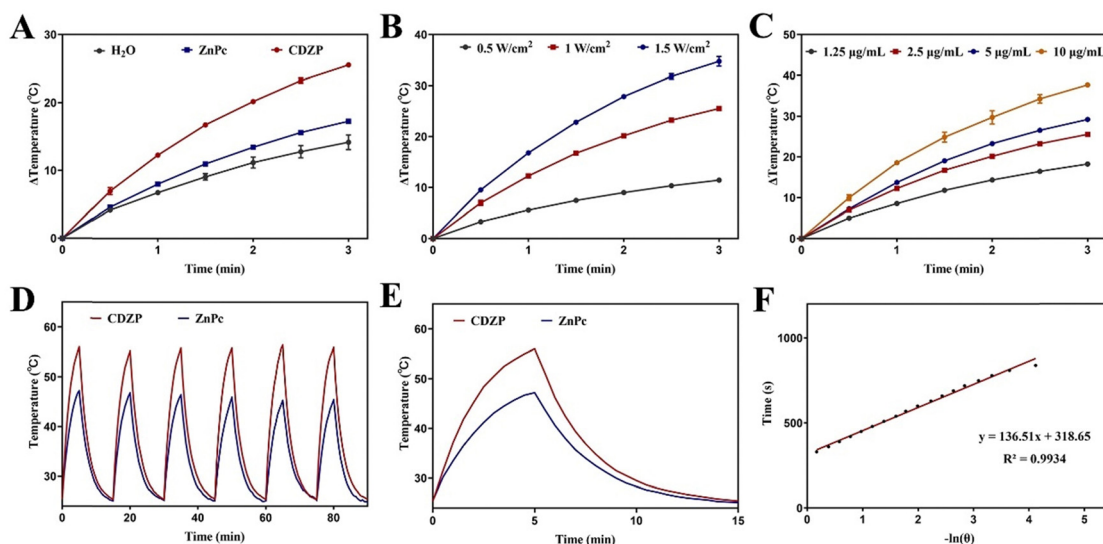 A
H₂O ZnPc CDZP
ΔTemperature (℃)
30
20
10
0
0 1 2 3
Time (min)
B
0.5 W/cm² 1 W/cm² 1.5 W/cm²
ΔTemperature (℃)
40
30
20
10
0
0 1 2 3
Time (min)
C
1.25 μg/mL 2.5 μg/mL 5 μg/mL 10 μg/mL
ΔTemperature (℃)
50
40
30
20
10
0
0 1 2 3
Time (min)
D
CDZP ZnPc
Temperature (℃)
60
50
40
30
0 20 40 60 80
Time (min)
E
CDZP ZnPc
Temperature (℃)
60
50
40
30
0 5 10 15
Time (min)
F
Time (s)
1000
500
0
y = 136.51x + 318.65
R² = 0.9934
0 1 2 3 4 5
-ln(θ)